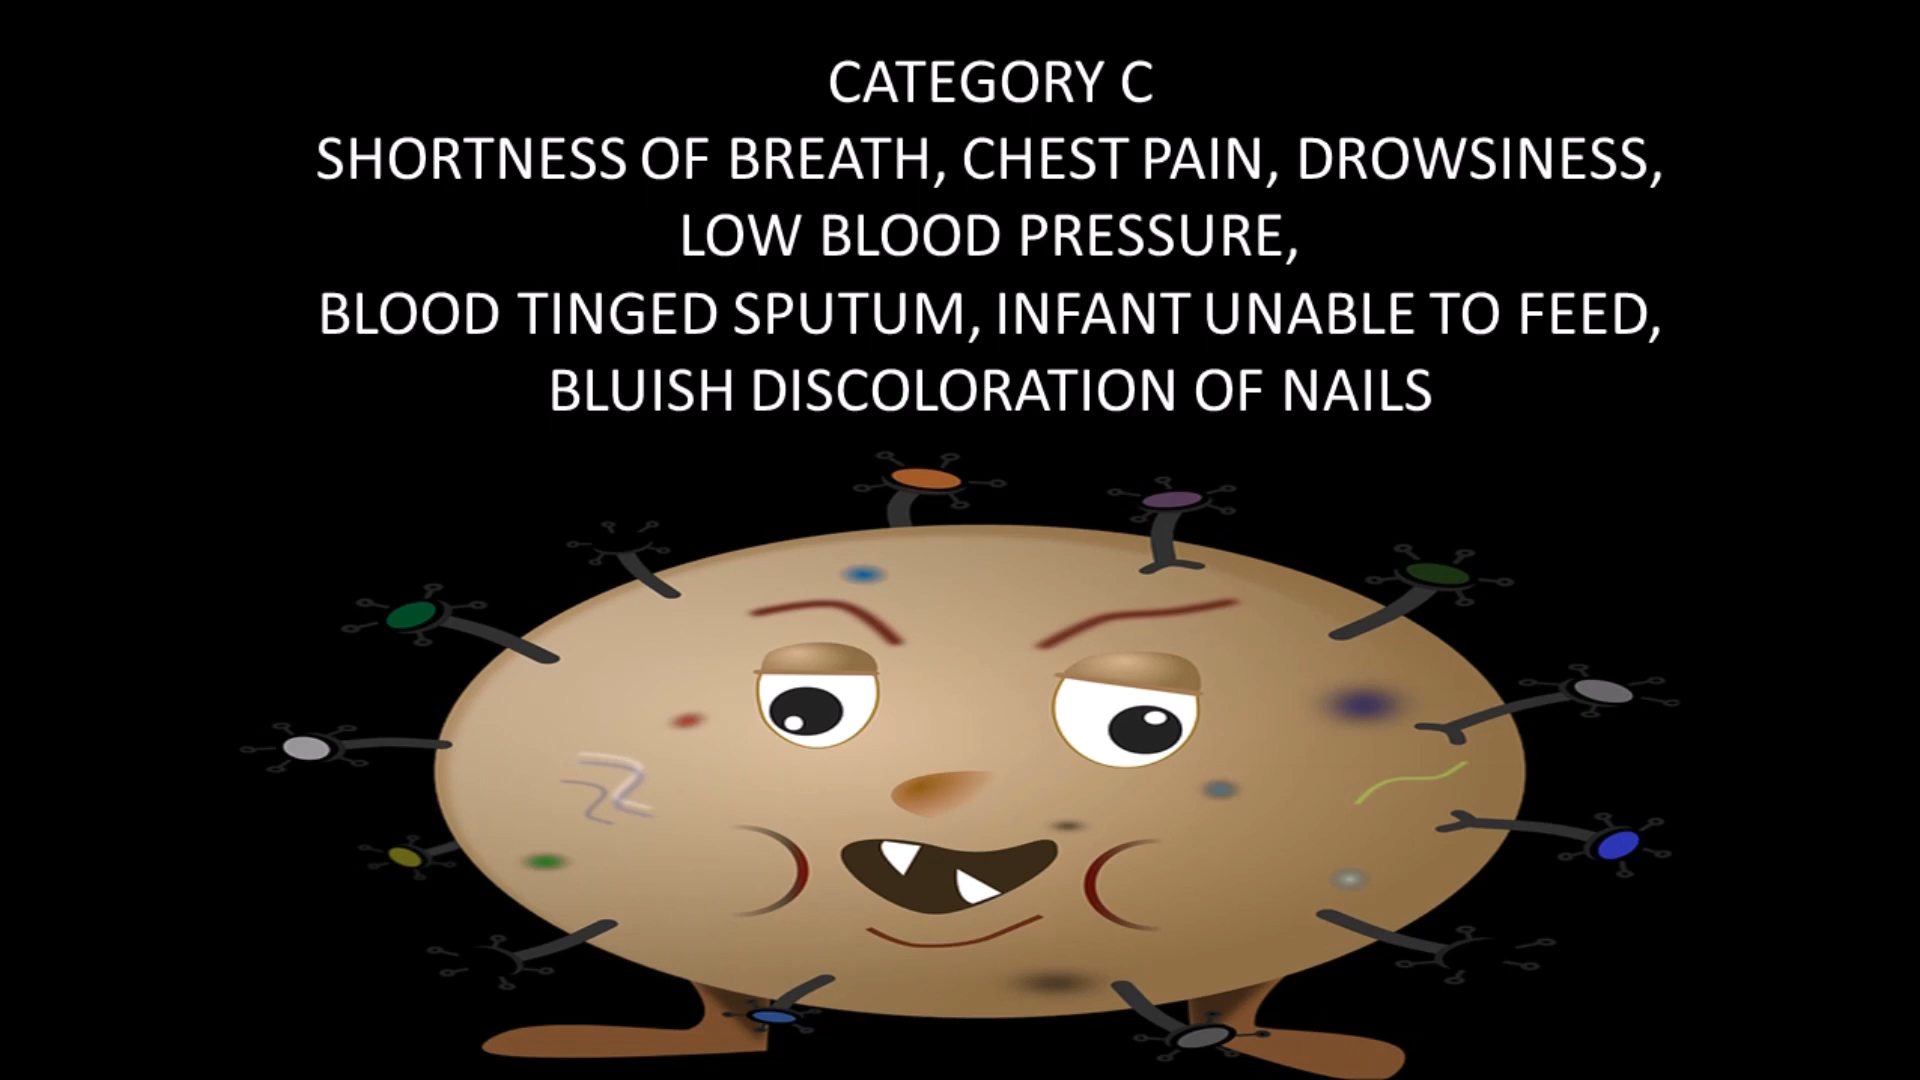 CATEGORY C
SHORTNESS OF BREATH, CHEST PAIN, DROWSINESS,
LOW BLOOD PRESSURE,
BLOOD TINGED SPUTUM, INFANT UNABLE TO FEED,
BLUISH DISCOLORATION OF NAILS